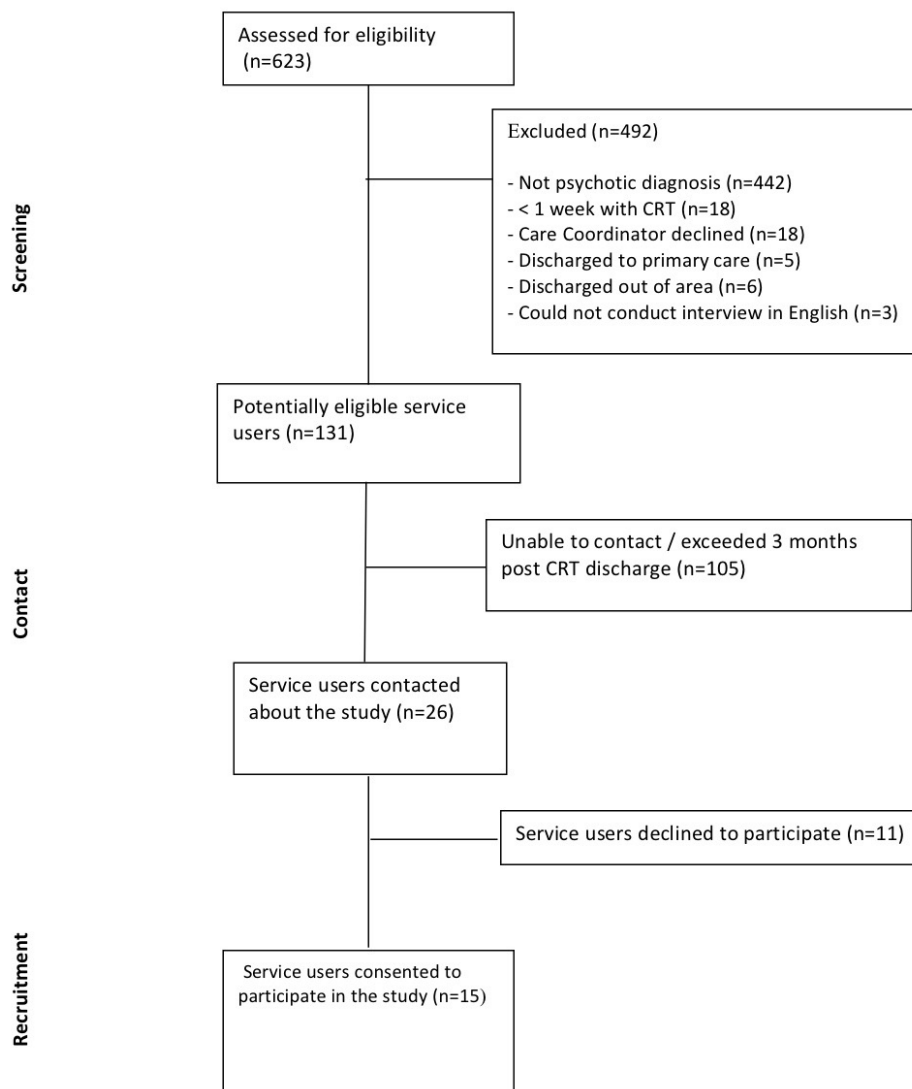 Assessed for eligibility
(n=623)
Excluded (n=492)
- Not psychotic diagnosis (n=442)
- < 1 week with CRT (n=18)
- Care Coordinator declined (n=18)
- Discharged to primary care (n=5)
- Discharged out of area (n=6)
- Could not conduct interview in English (n=3)
Screening
Potentially eligible service
users (n=131)
Unable to contact / exceeded 3 months
post CRT discharge (n=105)
Contact
Service users contacted
about the study (n=26)
Service users declined to participate (n=11)
Recruitment
Service users consented to
participate in the study (n=15)